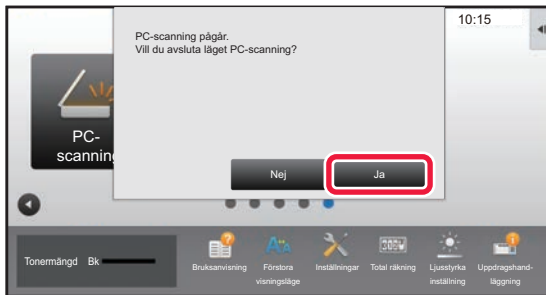 10:15
PC-scanning pågår.
Vill du avsluta läget PC-scanning?
PC-
scanning
Nej
Ja
Tonermängd Bk
Bruksanvisning
Förstora
visningsläge
Inställningar
Total räkning
Ljusstyrka
inställning
Uppdragshand-
läggning